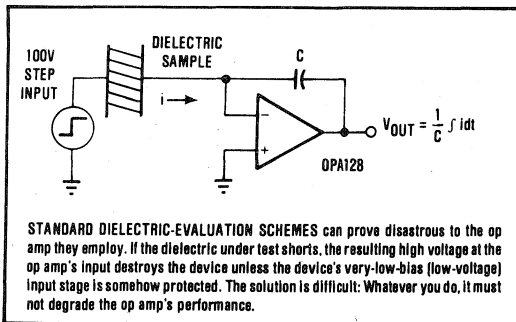 100V
STEP
INPUT
DIELECTRIC
SAMPLE
C
i
−
+
OPA128
V_OUT = 1/C ∫ idt
STANDARD DIELECTRIC-EVALUATION SCHEMES can prove disastrous to the op
amp they employ. If the dielectric under test shorts, the resulting high voltage at the
op amp's input destroys the device unless the device's very-low-bias (low-voltage)
input stage is somehow protected. The solution is difficult: Whatever you do, it must
not degrade the op amp's performance.